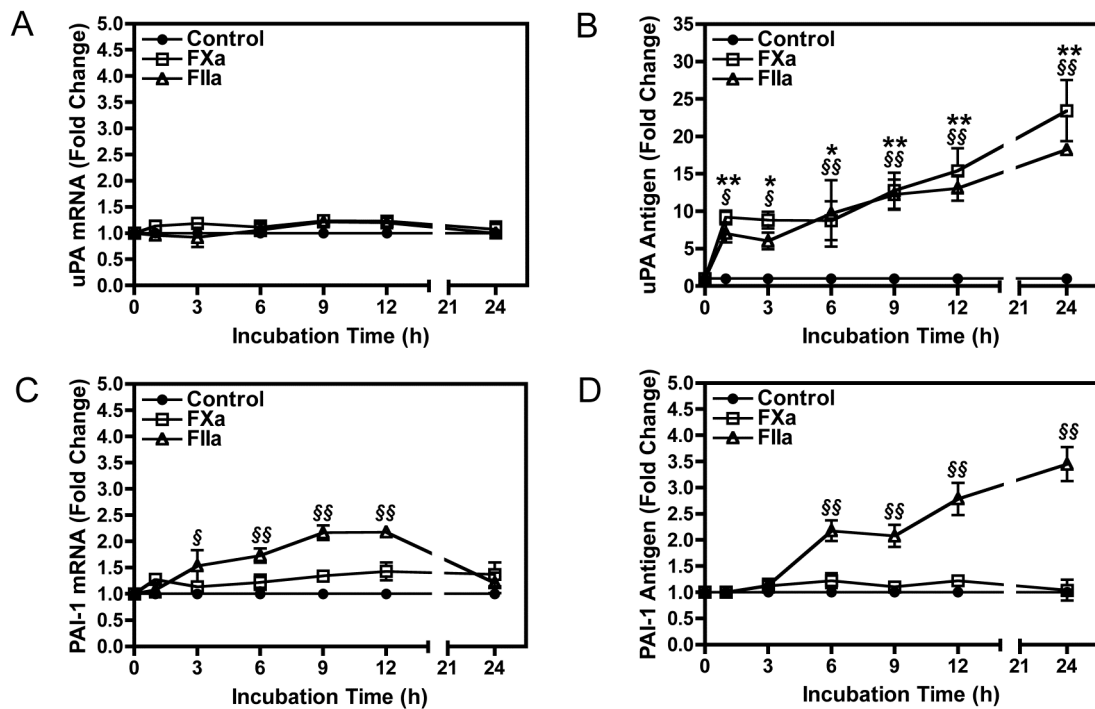 A
uPA mRNA (Fold Change)
5.0
4.5
4.0
3.5
3.0
2.5
2.0
1.5
1.0
0.5
0.0
Control
FXa
FIIa
0 3 6 9 12 21 24
Incubation Time (h)
B
uPA Antigen (Fold Change)
35
30
25
20
15
10
5
0
Control
FXa
FIIa
** § * § * §§ ** §§ ** §§ ** §§
0 3 6 9 12 21 24
Incubation Time (h)
C
PAI-1 mRNA (Fold Change)
5.0
4.5
4.0
3.5
3.0
2.5
2.0
1.5
1.0
0.5
0.0
Control
FXa
FIIa
§ §§ §§ §§
0 3 6 9 12 21 24
Incubation Time (h)
D
PAI-1 Antigen (Fold Change)
5.0
4.5
4.0
3.5
3.0
2.5
2.0
1.5
1.0
0.5
0.0
Control
FXa
FIIa
§§ §§ §§ §§
0 3 6 9 12 21 24
Incubation Time (h)